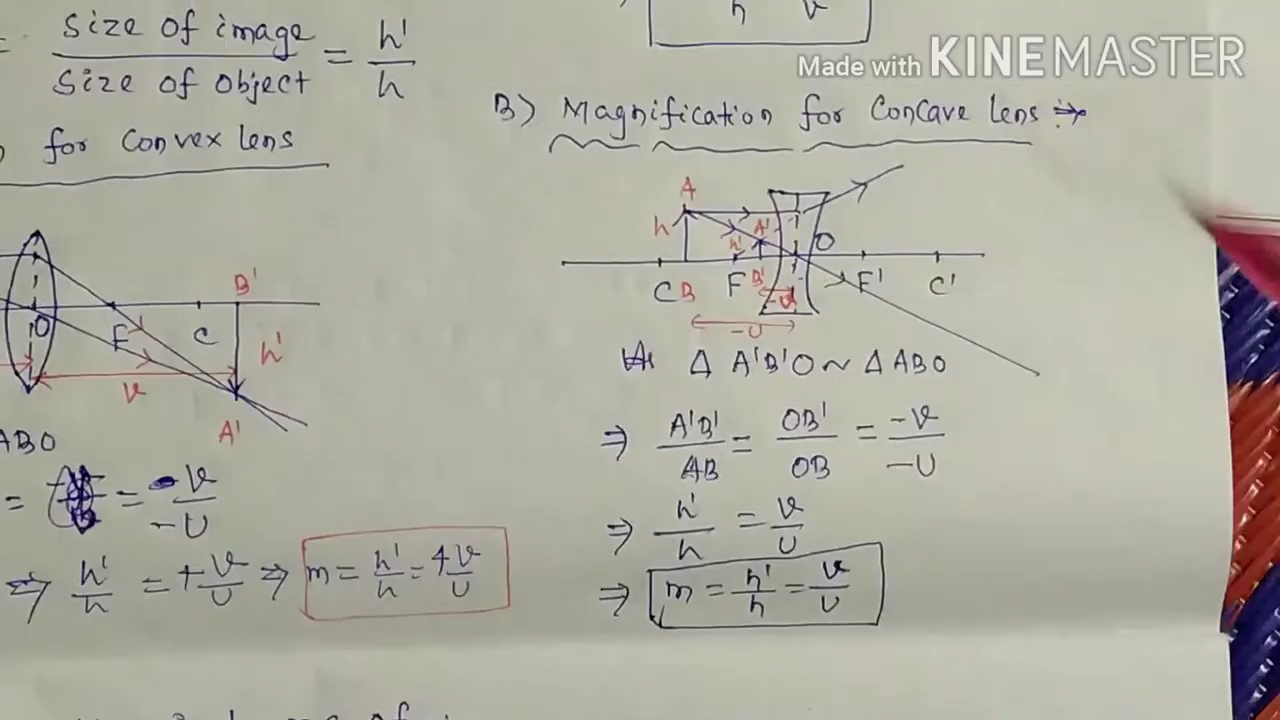 = Size of image / Size of object = h' / h
for Convex lens
B'
O
F
C
h'
v
A'
ABO
= = -v / -U
⇒ h' / h = +v / U ⇒ m = h' / h = +v / U
h v
Made with KINEMASTER
B) Magnification for Concave lens :⇒
A
h A'
h' O
C B F B' F' C'
-v
-U
Δ A'B'O ~ Δ ABO
⇒ A'B' / AB = OB' / OB = -v / -U
⇒ h' / h = v / U
⇒ m = h' / h = v / U